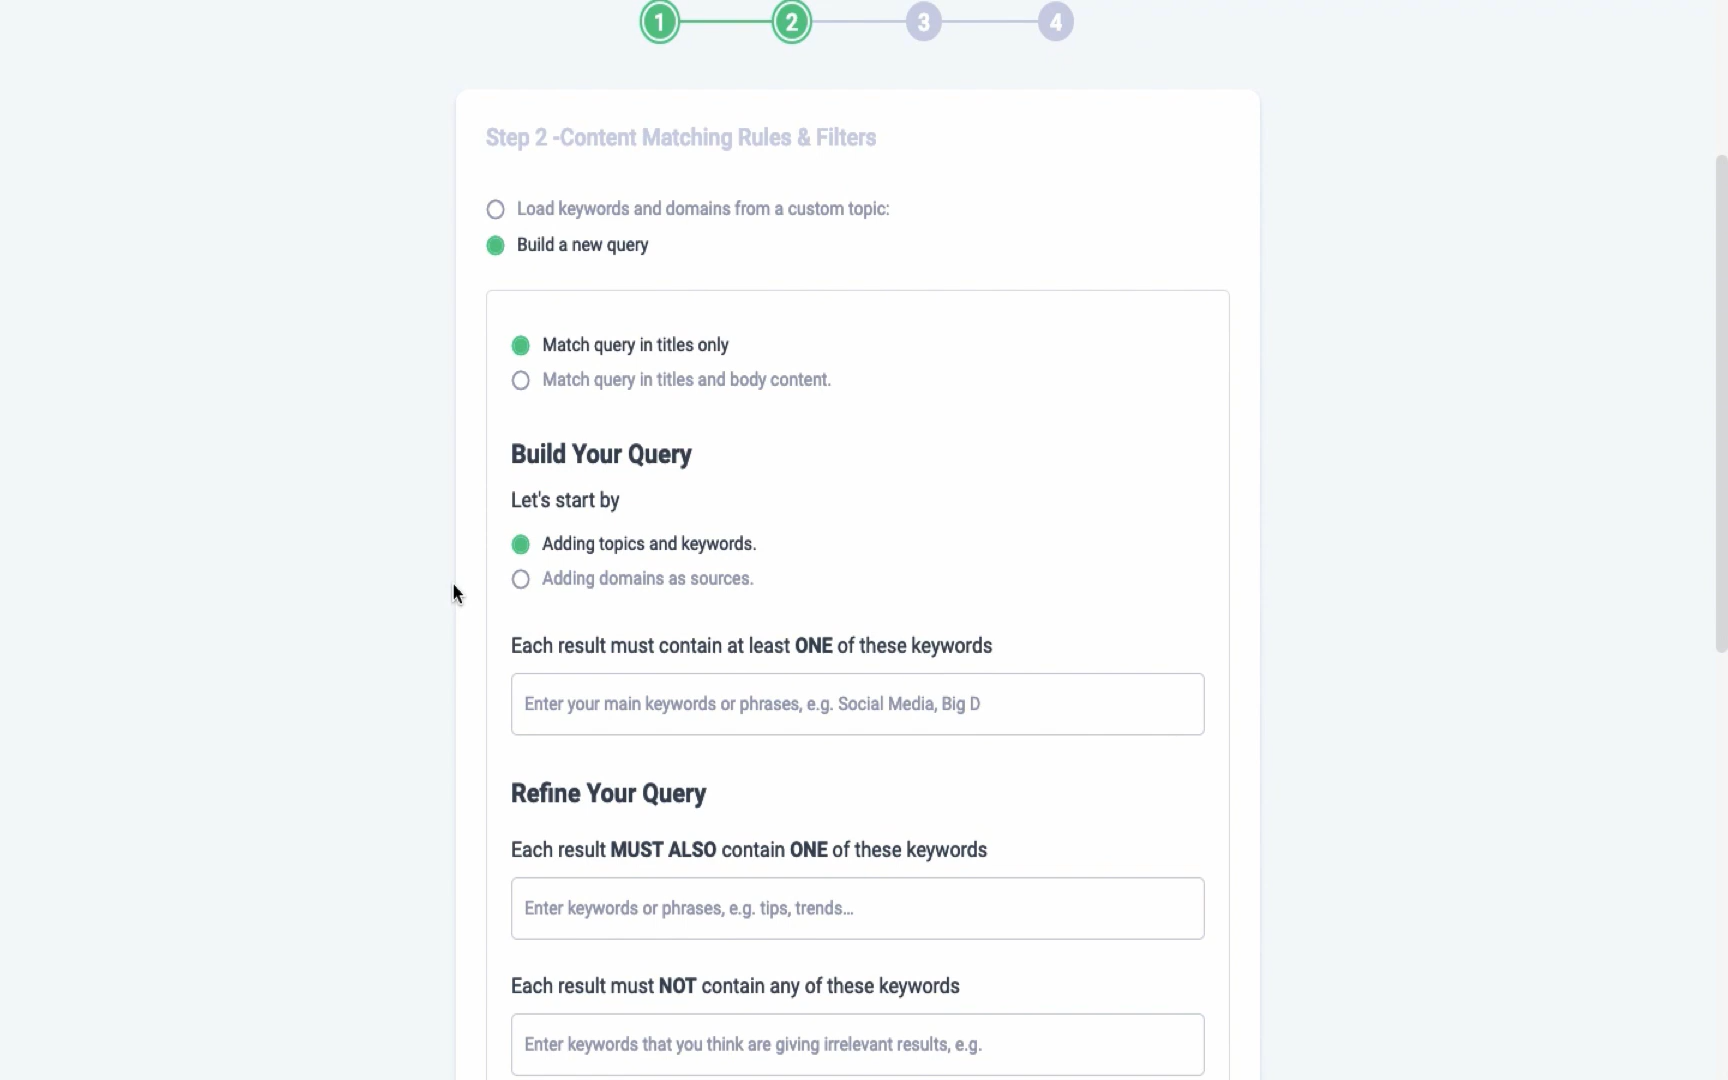 1 2 3 4
Step 2 -Content Matching Rules & Filters
Load keywords and domains from a custom topic:
Build a new query
Match query in titles only
Match query in titles and body content.
Build Your Query
Let's start by
Adding topics and keywords.
Adding domains as sources.
Each result must contain at least ONE of these keywords
Enter your main keywords or phrases, e.g. Social Media, Big D
Refine Your Query
Each result MUST ALSO contain ONE of these keywords
Enter keywords or phrases, e.g. tips, trends...
Each result must NOT contain any of these keywords
Enter keywords that you think are giving irrelevant results, e.g.